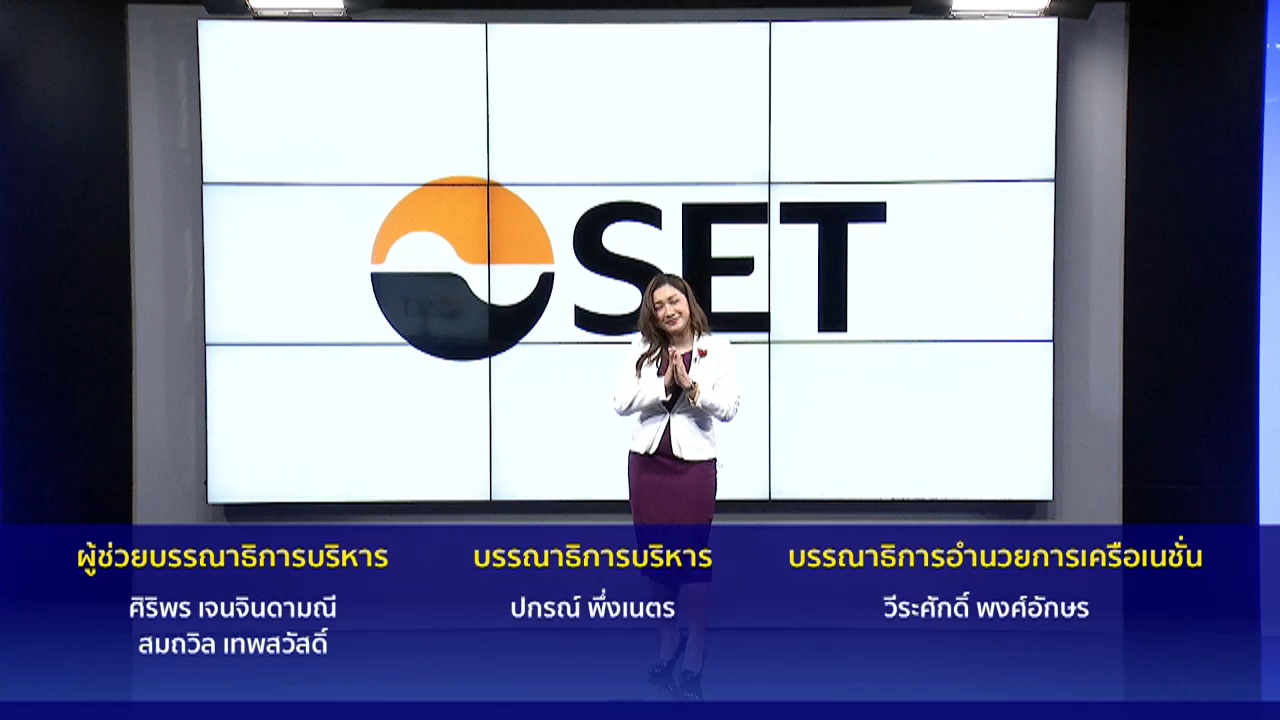 SET
ผู้ช่วยบรรณาธิการบริหาร
ศิริพร เจนจินดามณี
สมถวิล เทพสวัสดิ์
บรรณาธิการบริหาร
ปกรณ์ พึ่งเนตร
บรรณาธิการอำนวยการเครือเนชั่น
วีระศักดิ์ พงศ์อักษร